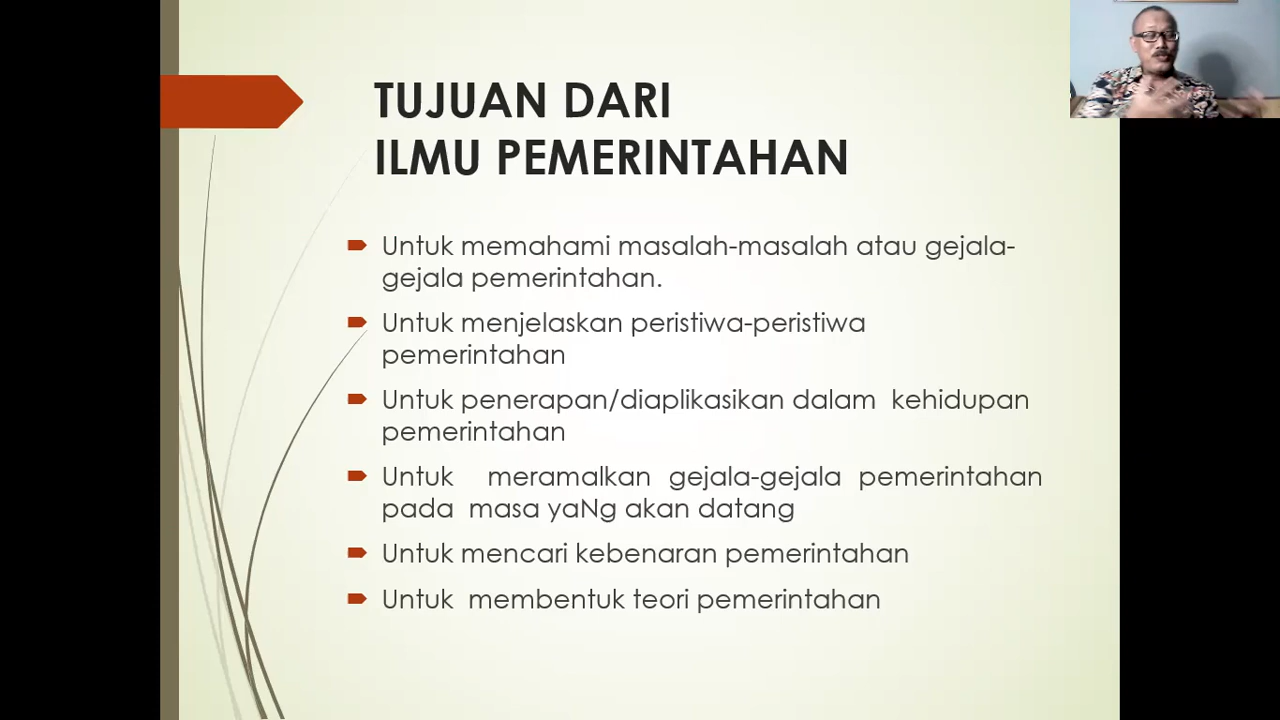 TUJUAN DARI
ILMU PEMERINTAHAN
Untuk memahami masalah-masalah atau gejala-
gejala pemerintahan.
Untuk menjelaskan peristiwa-peristiwa
pemerintahan
Untuk penerapan/diaplikasikan dalam kehidupan
pemerintahan
Untuk meramalkan gejala-gejala pemerintahan
pada masa yaNg akan datang
Untuk mencari kebenaran pemerintahan
Untuk membentuk teori pemerintahan